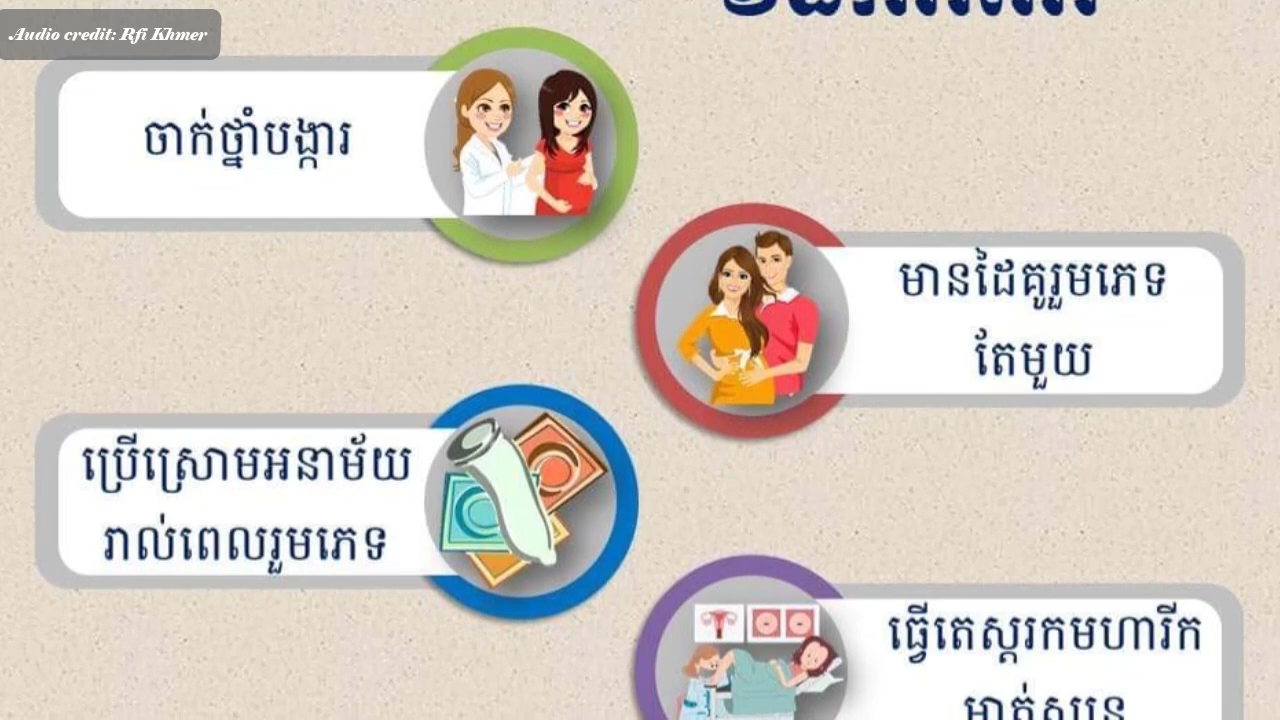 Audio credit: Rfi Khmer
ចាក់ថ្នាំបង្ការ
មានដៃគូរួមភេទ
តែមួយ
ប្រើស្រោមអនាម័យ
រាល់ពេលរួមភេទ
ធ្វើតេស្តរកមហារីក